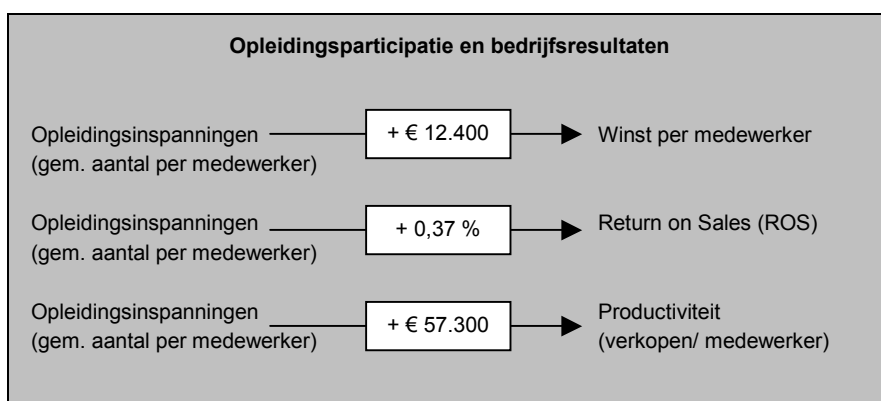 Opleidingsparticipatie en bedrijfsresultaten
Opleidingsinspanningen
(gem. aantal per medewerker)
+ € 12.400
Winst per medewerker
Opleidingsinspanningen
(gem. aantal per medewerker)
+ 0,37 %
Return on Sales (ROS)
Opleidingsinspanningen
(gem. aantal per medewerker)
+ € 57.300
Productiviteit
(verkopen/ medewerker)